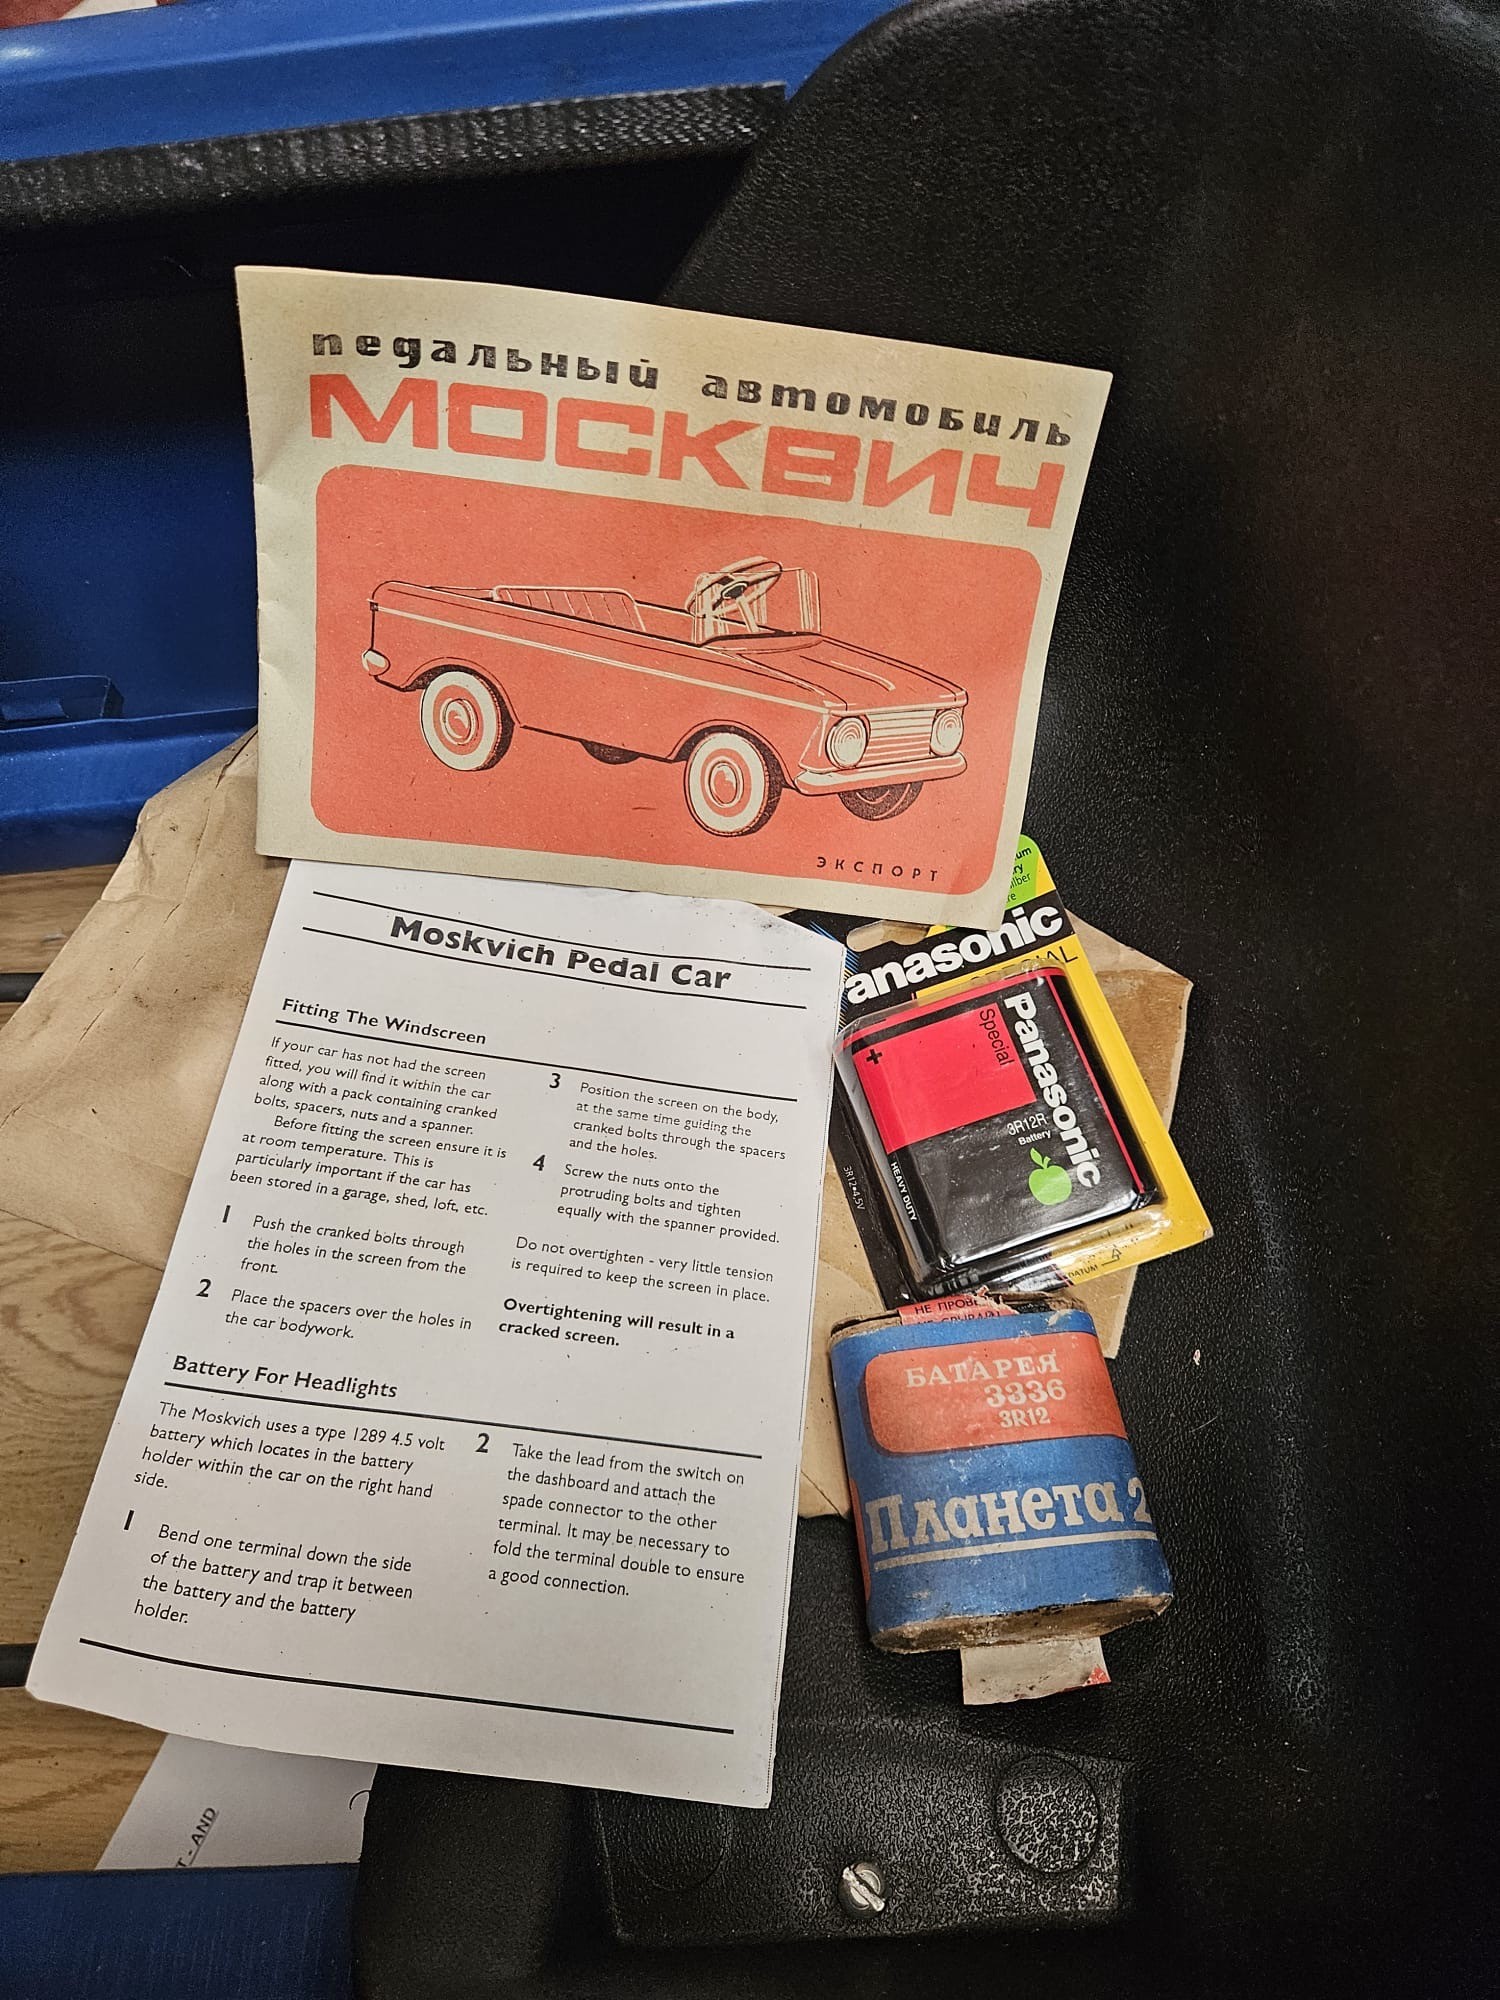 педальный автомобиль
МОСКВИЧ
ЭКСПОРТ
Moskvich Pedal Car
Fitting The Windscreen
If your car has not had the screen
fitted, you will find it within the car
along with a pack containing cranked
bolts, spacers, nuts and a spanner.
Before fitting the screen ensure it is
at room temperature. This is
particularly important if the car has
been stored in a garage, shed, loft, etc.
1 Push the cranked bolts through
the holes in the screen from the
front.
2 Place the spacers over the holes in
the car bodywork.
3 Position the screen on the body,
at the same time guiding the
cranked bolts through the spacers
and the holes.
4 Screw the nuts onto the
protruding bolts and tighten
equally with the spanner provided.
Do not overtighten - very little tension
is required to keep the screen in place.
Overtightening will result in a
cracked screen.
Battery For Headlights
The Moskvich uses a type 1289 4.5 volt
battery which locates in the battery
holder within the car on the right hand
side.
1 Bend one terminal down the side
of the battery and trap it between
the battery and the battery
holder.
2 Take the lead from the switch on
the dashboard and attach the
spade connector to the other
terminal. It may be necessary to
fold the terminal double to ensure
a good connection.
anasonic
Panasonic
Special
+
3R12R
Battery
HEAVY DUTY
3R12•4.5V
DATUM
НЕ ПРОВЕ
БАТАРЕЯ
3336
3R12
Планета 2
T - AND